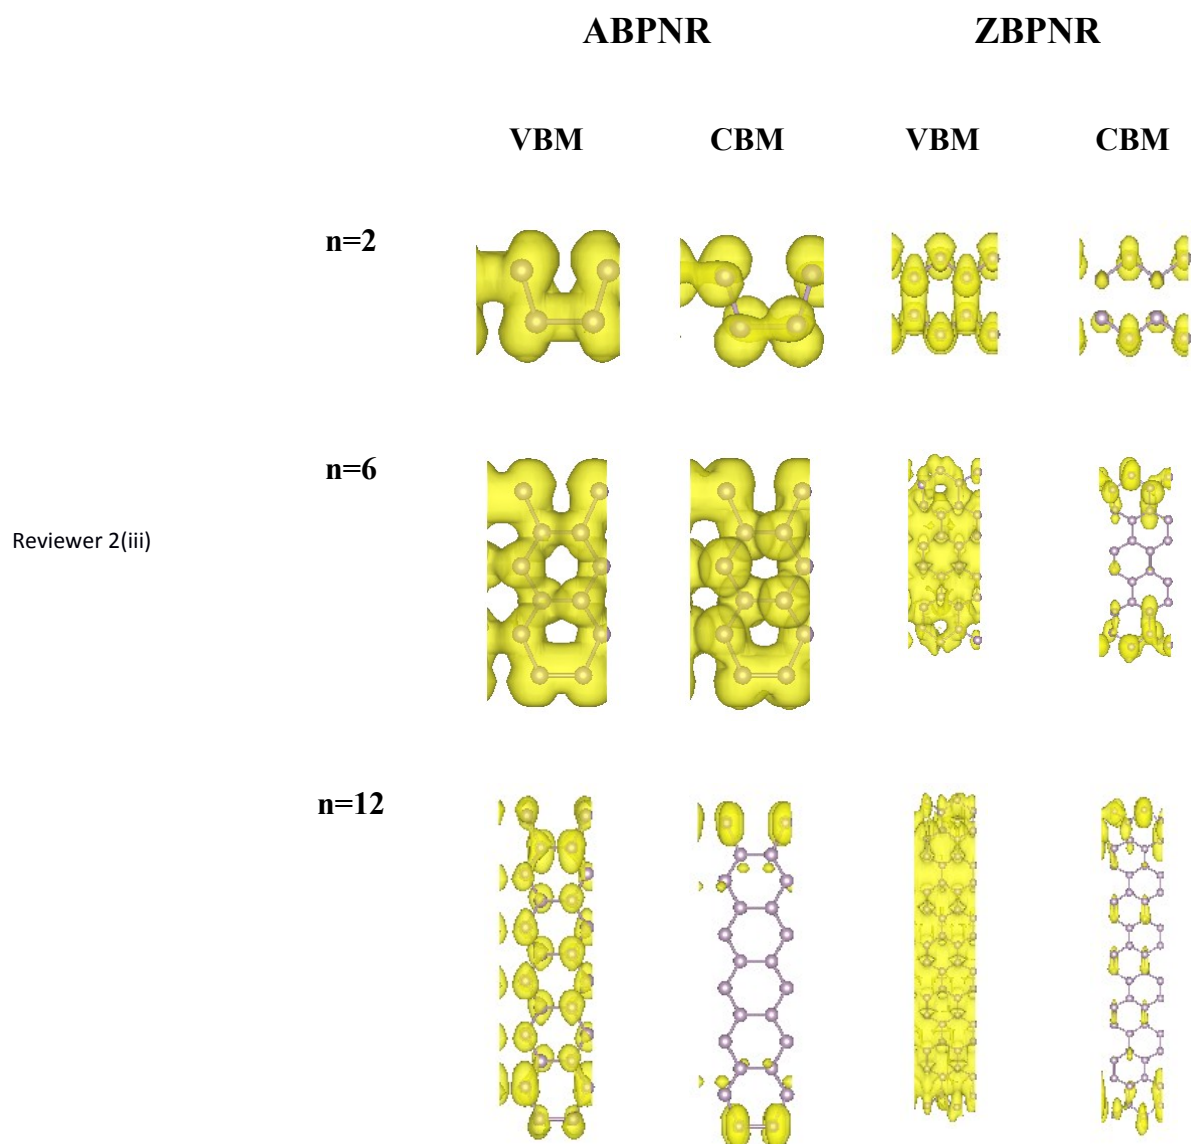 ABPNR ZBPNR
VBM CBM VBM CBM
n=2
n=6
Reviewer 2(iii)
n=12